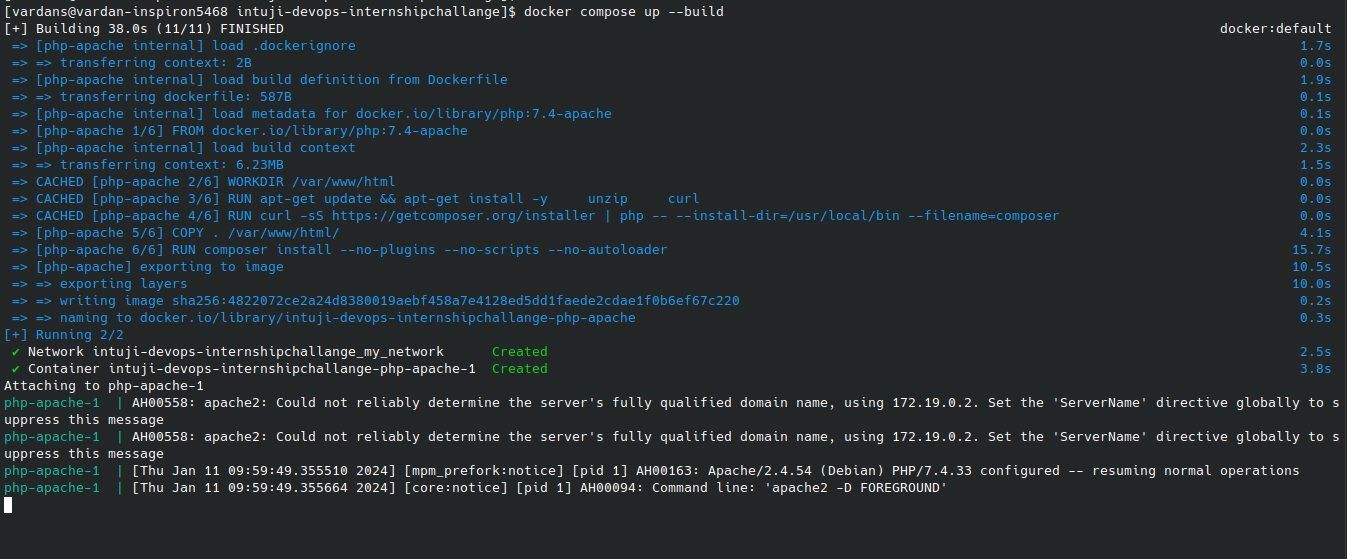 [vardans@vardan-inspiron5468 intuji-devops-internshipchallange]$ docker compose up --build
[+] Building 38.0s (11/11) FINISHED docker:default
=> [php-apache internal] load .dockerignore 1.7s
=> => transferring context: 2B 0.0s
=> [php-apache internal] load build definition from Dockerfile 1.9s
=> => transferring dockerfile: 587B 0.1s
=> [php-apache internal] load metadata for docker.io/library/php:7.4-apache 0.1s
=> [php-apache 1/6] FROM docker.io/library/php:7.4-apache 0.0s
=> [php-apache internal] load build context 2.3s
=> => transferring context: 6.23MB 1.5s
=> CACHED [php-apache 2/6] WORKDIR /var/www/html 0.0s
=> CACHED [php-apache 3/6] RUN apt-get update && apt-get install -y     unzip     curl 0.0s
=> CACHED [php-apache 4/6] RUN curl -sS https://getcomposer.org/installer | php -- --install-dir=/usr/local/bin --filename=composer 0.0s
=> [php-apache 5/6] COPY . /var/www/html/ 4.1s
=> [php-apache 6/6] RUN composer install --no-plugins --no-scripts --no-autoloader 15.7s
=> [php-apache] exporting to image 10.5s
=> => exporting layers 10.0s
=> => writing image sha256:4822072ce2a24d8380019aebf458a7e4128ed5dd1faede2cdae1f0b6ef67c220 0.2s
=> => naming to docker.io/library/intuji-devops-internshipchallange-php-apache 0.3s
[+] Running 2/2
✔ Network intuji-devops-internshipchallange_my_network Created 2.5s
✔ Container intuji-devops-internshipchallange-php-apache-1 Created 3.8s
Attaching to php-apache-1
php-apache-1  | AH00558: apache2: Could not reliably determine the server's fully qualified domain name, using 172.19.0.2. Set the 'ServerName' directive globally to s
uppress this message
php-apache-1  | AH00558: apache2: Could not reliably determine the server's fully qualified domain name, using 172.19.0.2. Set the 'ServerName' directive globally to s
uppress this message
php-apache-1  | [Thu Jan 11 09:59:49.355510 2024] [mpm_prefork:notice] [pid 1] AH00163: Apache/2.4.54 (Debian) PHP/7.4.33 configured -- resuming normal operations
php-apache-1  | [Thu Jan 11 09:59:49.355664 2024] [core:notice] [pid 1] AH00094: Command line: 'apache2 -D FOREGROUND'